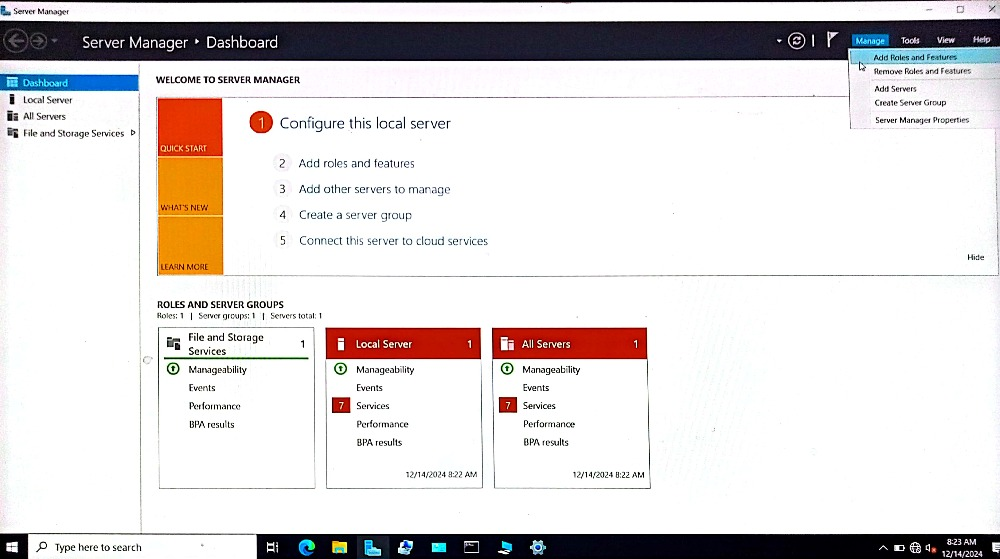 Server Manager
Server Manager • Dashboard
Manage Tools View Help
Add Roles and Features
Remove Roles and Features
Add Servers
Create Server Group
Server Manager Properties
Dashboard
Local Server
All Servers
File and Storage Services
WELCOME TO SERVER MANAGER
QUICK START
WHAT'S NEW
LEARN MORE
1 Configure this local server
2 Add roles and features
3 Add other servers to manage
4 Create a server group
5 Connect this server to cloud services
Hide
ROLES AND SERVER GROUPS
Roles: 1 | Server groups: 1 | Servers total: 1
File and Storage
Services 1
Manageability
Events
Performance
BPA results
Local Server 1
Manageability
Events
7 Services
Performance
BPA results
12/14/2024 8:22 AM
All Servers 1
Manageability
Events
7 Services
Performance
BPA results
12/14/2024 8:22 AM
Type here to search
8:23 AM
12/14/2024